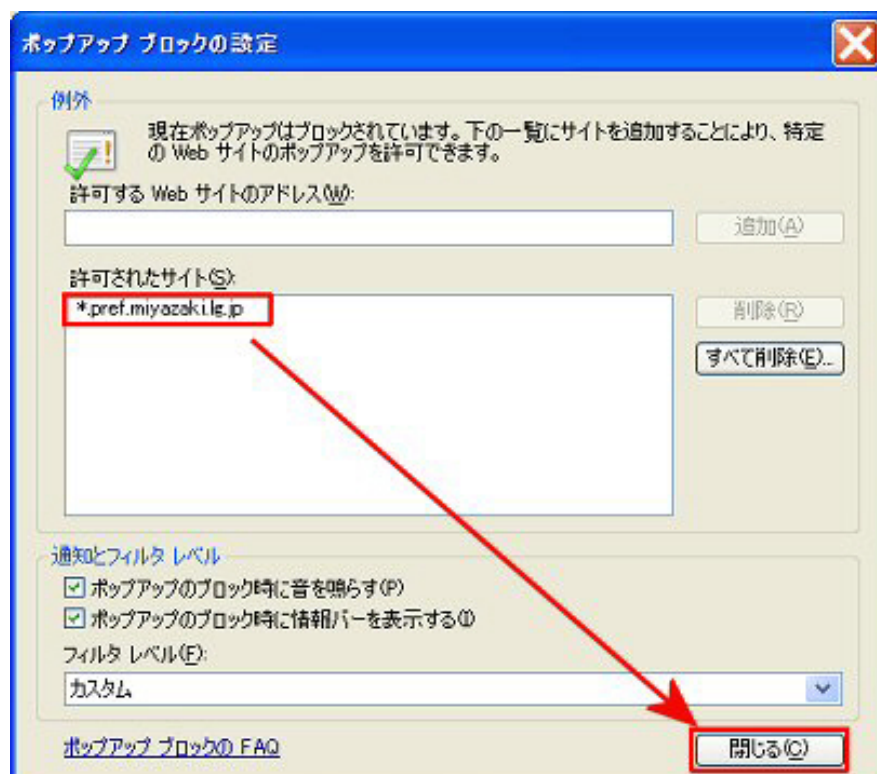 ポップアップ ブロックの設定
例外
現在ポップアップはブロックされています。下の一覧にサイトを追加することにより、特定
の Web サイトのポップアップを許可できます。
許可する Web サイトのアドレス(W):
追加(A)
許可されたサイト(S):
*.pref.miyazaki.lg.jp
削除(R)
すべて削除(E)...
通知とフィルタ レベル
ポップアップのブロック時に音を鳴らす(P)
ポップアップのブロック時に情報バーを表示する(I)
フィルタ レベル(F):
カスタム
ポップアップ ブロックの FAQ
閉じる(C)